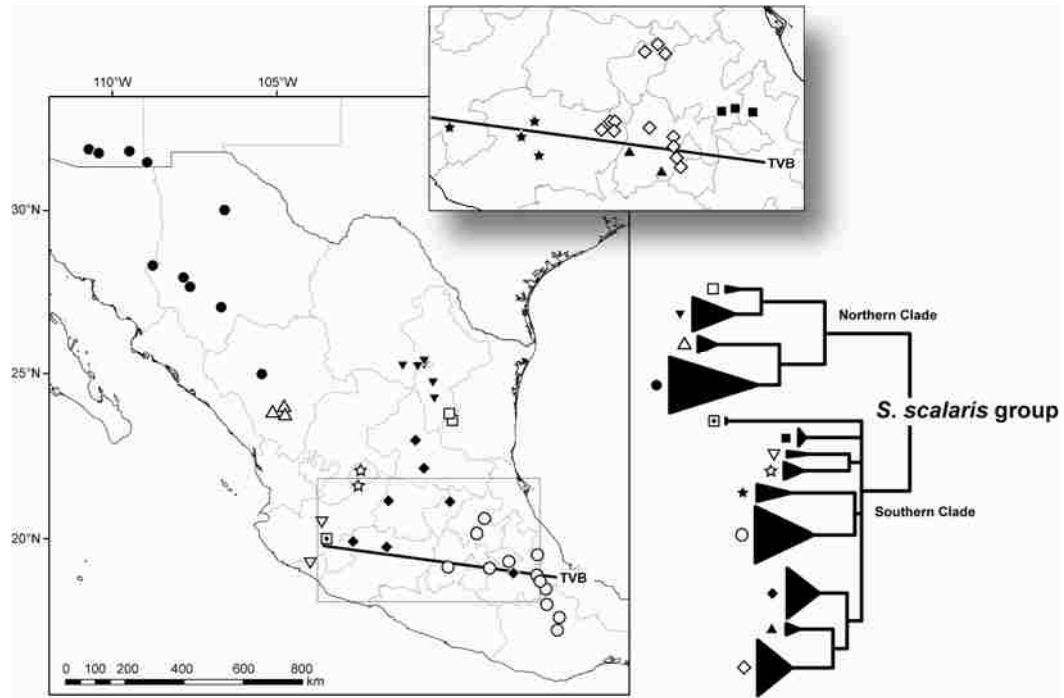 110°W 105°W
TVB
30°N
25°N
20°N
TVB
0 100 200 400 600 800
km
Northern Clade
S. scalaris group
Southern Clade